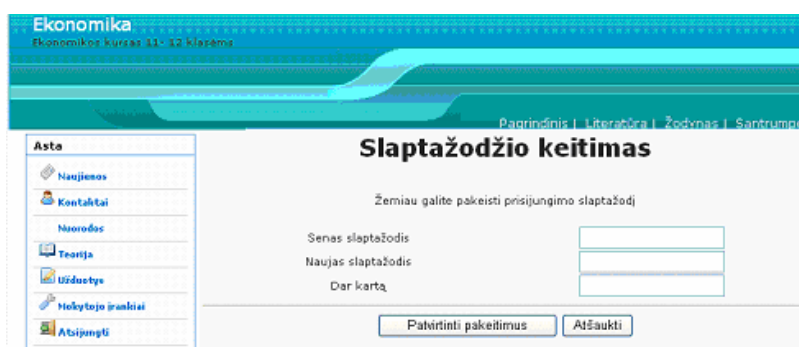 Ekonomika
Ekonomikos kursas 11- 12 klasėms
Pagrindinis | Literatūra | Žodynas | Santrumpo
Asta
Naujienos
Kontaktai
Nuorodos
Teorija
Užduotys
Mokytojo įrankiai
Atsijungti
Slaptažodžio keitimas
Žemiau galite pakeisti prisijungimo slaptažodį
Senas slaptažodis
Naujas slaptažodis
Dar kartą
Patvirtinti pakeitimus
Atšaukti